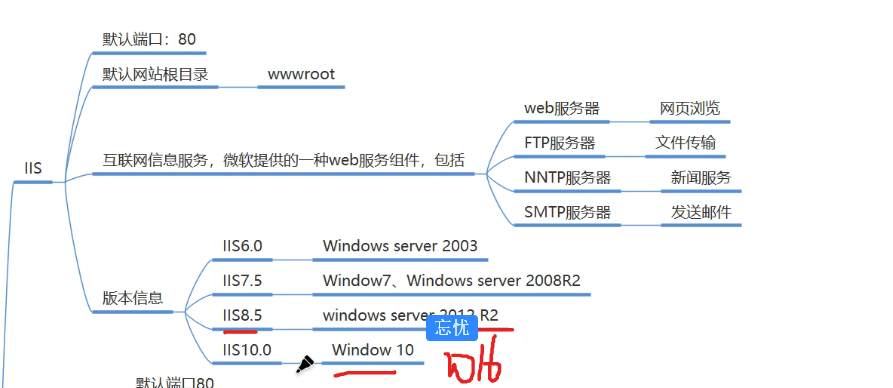 默认端口：80
默认网站根目录 wwwroot
IIS
互联网信息服务，微软提供的一种web服务组件，包括
web服务器 网页浏览
FTP服务器 文件传输
NNTP服务器 新闻服务
SMTP服务器 发送邮件
版本信息
IIS6.0 Windows server 2003
IIS7.5 Window7、Windows server 2008R2
IIS8.5 windows server 2012 R2
忘忧
IIS10.0 Window 10
默认端口80